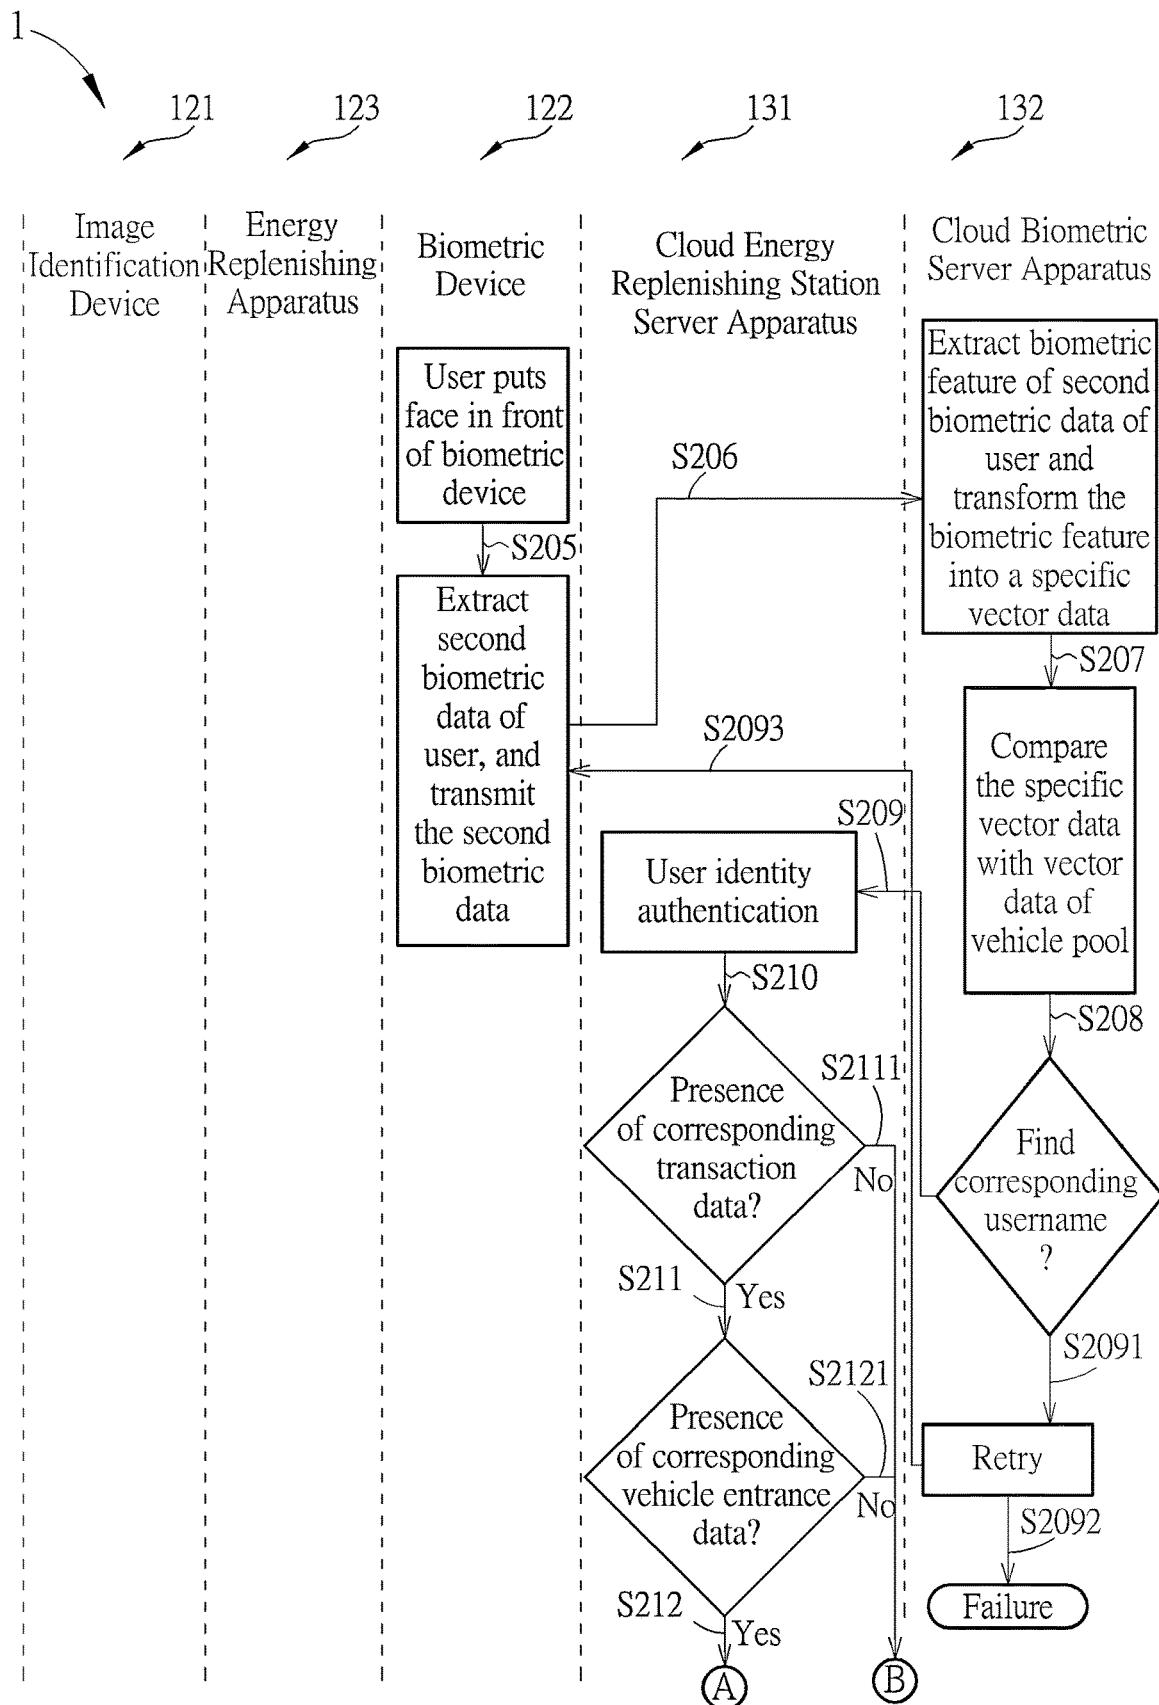 1
121
123
122
131
132
Image
Identification
Device
Energy
Replenishing
Apparatus
Biometric
Device
Cloud Energy
Replenishing Station
Server Apparatus
Cloud Biometric
Server Apparatus
User puts
face in front
of biometric
device
S205
Extract
second
biometric
data of
user, and
transmit
the second
biometric
data
S206
Extract biometric
feature of second
biometric data of
user and
transform the
biometric feature
into a specific
vector data
S207
Compare
the specific
vector data
with vector
data of
vehicle pool
S2093
S209
User identity
authentication
S210
S208
Presence
of corresponding
transaction
data?
S2111
No
Find
corresponding
username
?
S211
Yes
S2091
Presence
of corresponding
vehicle entrance
data?
S2121
No
Retry
S2092
Failure
S212
Yes
A
B